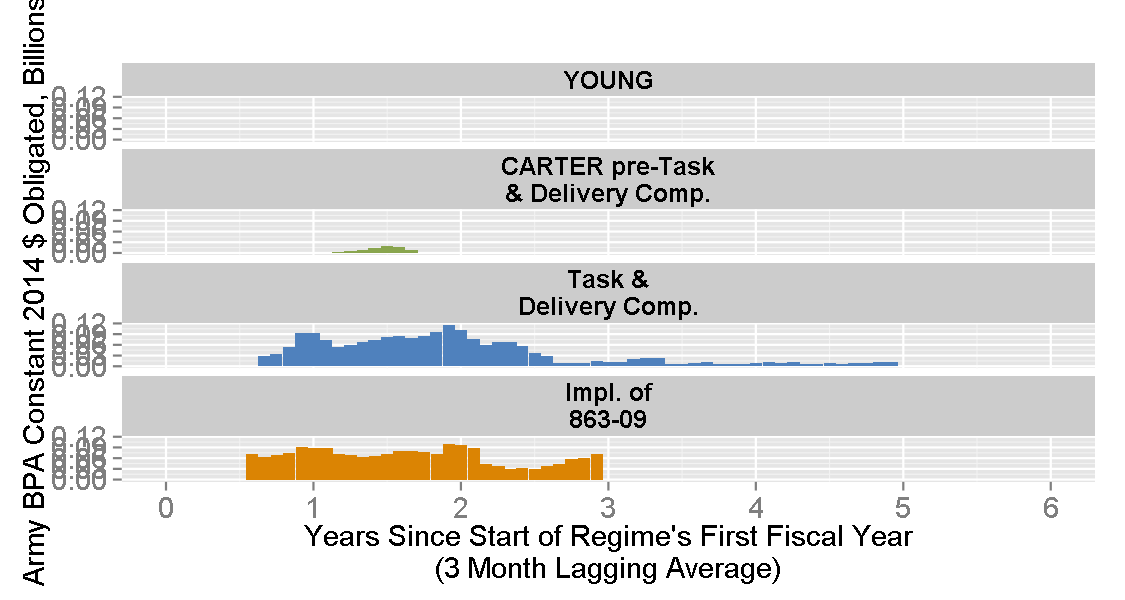 Army BPA Constant 2014 $ Obligated, Billions
YOUNG
0.12
0.00
CARTER pre-Task
& Delivery Comp.
0.12
0.00
Task &
Delivery Comp.
0.12
0.00
Impl. of
863-09
0.12
0.00
0 1 2 3 4 5 6
Years Since Start of Regime's First Fiscal Year
(3 Month Lagging Average)